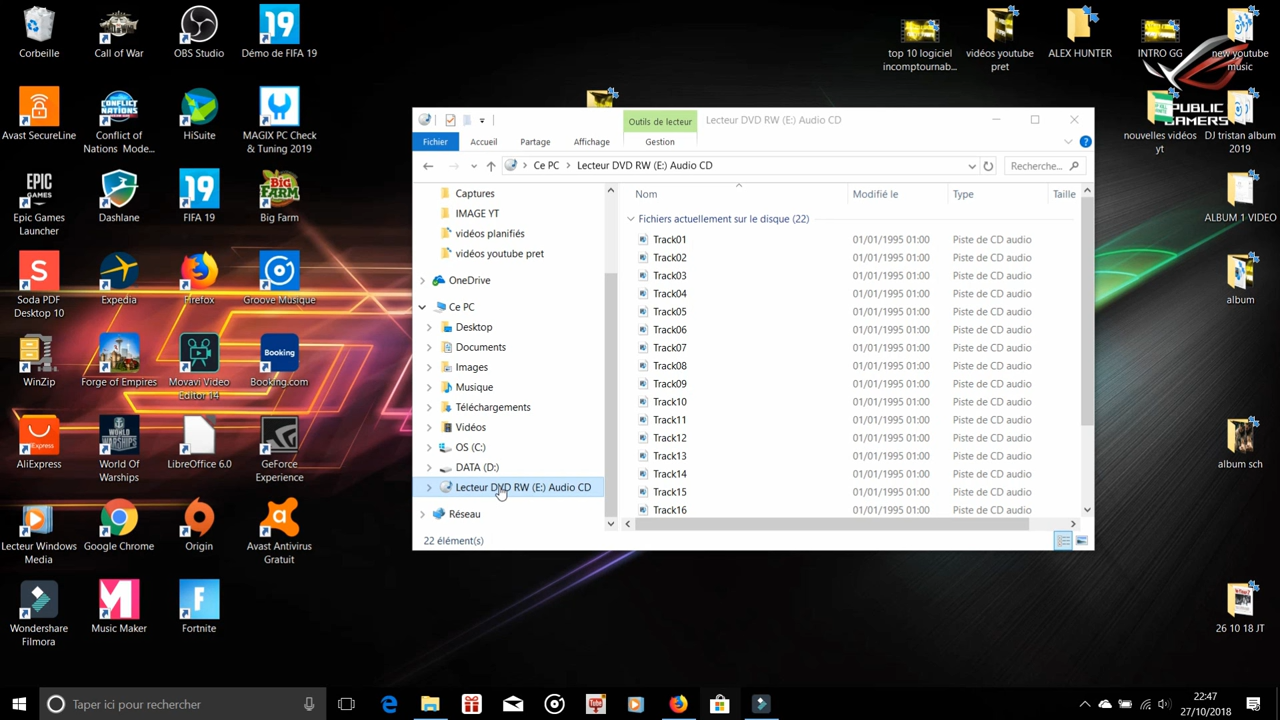 Corbeille
Call of War
OBS Studio
Démo de FIFA 19
top 10 logiciel
incomptournab...
vidéos youtube
pret
ALEX HUNTER
INTRO GG
new youtube
music
Avast SecureLine
Conflict of
Nations Mode...
HiSuite
MAGIX PC Check
& Tuning 2019
nouvelles vidéos
yt
DJ tristan album
2019
PUBLIC
GAMERS
Epic Games
Launcher
Dashlane
FIFA 19
Big Farm
ALBUM 1 VIDEO
Soda PDF
Desktop 10
Expedia
Firefox
Groove Musique
album
WinZip
Forge of Empires
Movavi Video
Editor 14
Booking.com
AliExpress
World Of
Warships
LibreOffice 6.0
GeForce
Experience
album sch
Lecteur Windows
Media
Google Chrome
Origin
Avast Antivirus
Gratuit
Wondershare
Filmora
Music Maker
Fortnite
26 10 18 JT
Outils de lecteur
Lecteur DVD RW (E:) Audio CD
Fichier
Accueil
Partage
Affichage
Gestion
Ce PC
Lecteur DVD RW (E:) Audio CD
Recherche...
Captures
IMAGE YT
vidéos planifiés
vidéos youtube pret
OneDrive
Ce PC
Desktop
Documents
Images
Musique
Téléchargements
Vidéos
OS (C:)
DATA (D:)
Lecteur DVD RW (E:) Audio CD
Réseau
Nom Modifié le Type Taille
Fichiers actuellement sur le disque (22)
Track01 01/01/1995 01:00 Piste de CD audio
Track02 01/01/1995 01:00 Piste de CD audio
Track03 01/01/1995 01:00 Piste de CD audio
Track04 01/01/1995 01:00 Piste de CD audio
Track05 01/01/1995 01:00 Piste de CD audio
Track06 01/01/1995 01:00 Piste de CD audio
Track07 01/01/1995 01:00 Piste de CD audio
Track08 01/01/1995 01:00 Piste de CD audio
Track09 01/01/1995 01:00 Piste de CD audio
Track10 01/01/1995 01:00 Piste de CD audio
Track11 01/01/1995 01:00 Piste de CD audio
Track12 01/01/1995 01:00 Piste de CD audio
Track13 01/01/1995 01:00 Piste de CD audio
Track14 01/01/1995 01:00 Piste de CD audio
Track15 01/01/1995 01:00 Piste de CD audio
Track16 01/01/1995 01:00 Piste de CD audio
22 élément(s)
Taper ici pour rechercher
22:47
27/10/2018